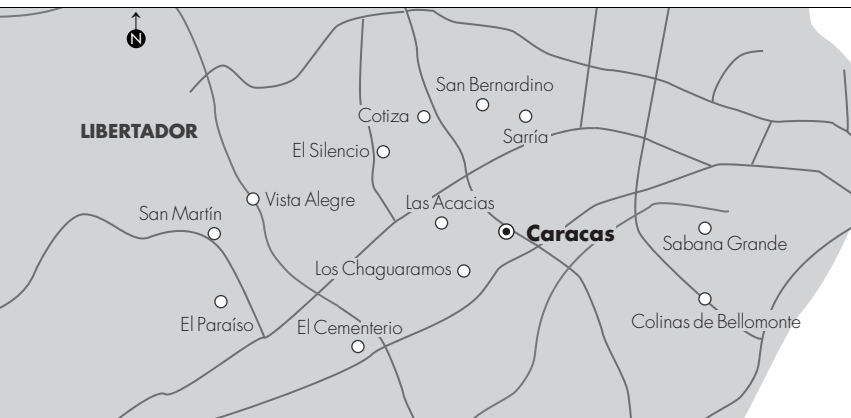 N
San Bernardino
Cotiza
LIBERTADOR
Sarría
El Silencio
Vista Alegre
Las Acacias
San Martín
Caracas
Sabana Grande
Los Chaguaramos
El Paraíso
El Cementerio
Colinas de Bellomonte